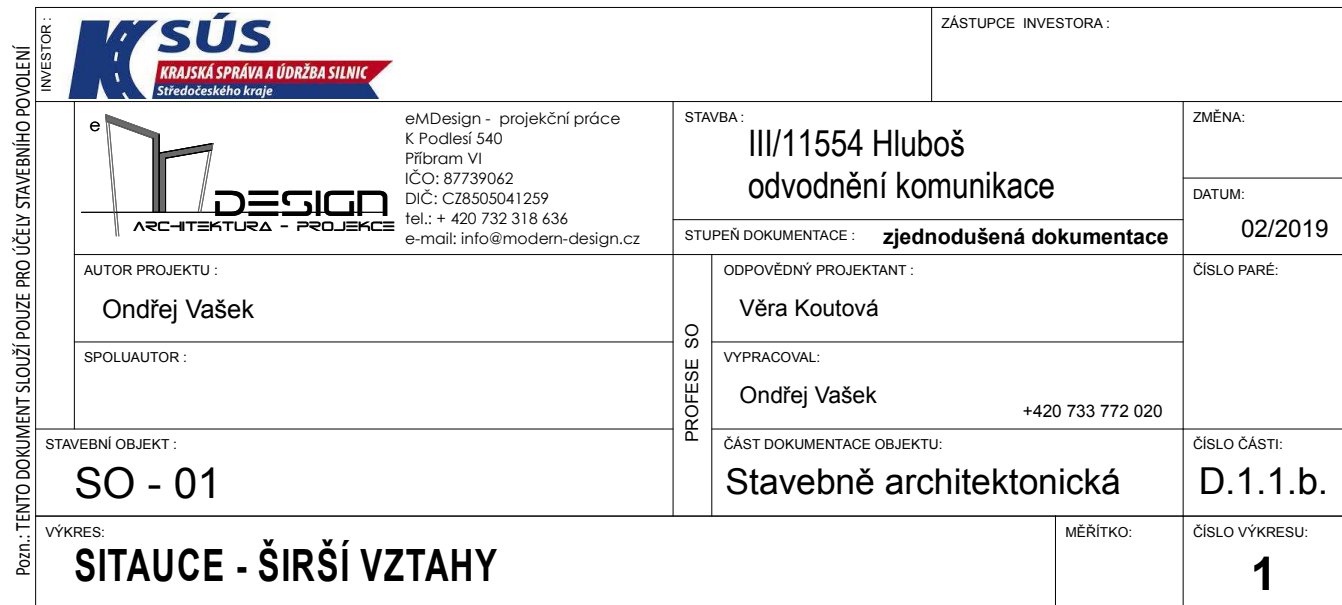 Pozn.: TENTO DOKUMENT SLOUŽÍ POUZE PRO ÚČELY STAVEBNÍHO POVOLENÍ
INVESTOR :
KSÚS
KRAJSKÁ SPRÁVA A ÚDRŽBA SILNIC
Středočeského kraje
ZÁSTUPCE INVESTORA :
e
DESIGN
ARCHITEKTURA - PROJEKCE
eMDesign - projekční práce
K Podlesí 540
Příbram VI
IČO: 87739062
DIČ: CZ8505041259
tel.: + 420 732 318 636
e-mail: info@modern-design.cz
STAVBA :
III/11554 Hluboš
odvodnění komunikace
STUPEŇ DOKUMENTACE : zjednodušená dokumentace
ZMĚNA:
DATUM:
02/2019
AUTOR PROJEKTU :
Ondřej Vašek
SPOLUAUTOR :
PROFESE SO
ODPOVĚDNÝ PROJEKTANT :
Věra Koutová
VYPRACOVAL:
Ondřej Vašek
+420 733 772 020
ČÍSLO PARÉ:
STAVEBNÍ OBJEKT :
SO - 01
ČÁST DOKUMENTACE OBJEKTU:
Stavebně architektonická
ČÍSLO ČÁSTI:
D.1.1.b.
VÝKRES:
SITAUCE - ŠIRŠÍ VZTAHY
MĚŘÍTKO:
ČÍSLO VÝKRESU:
1